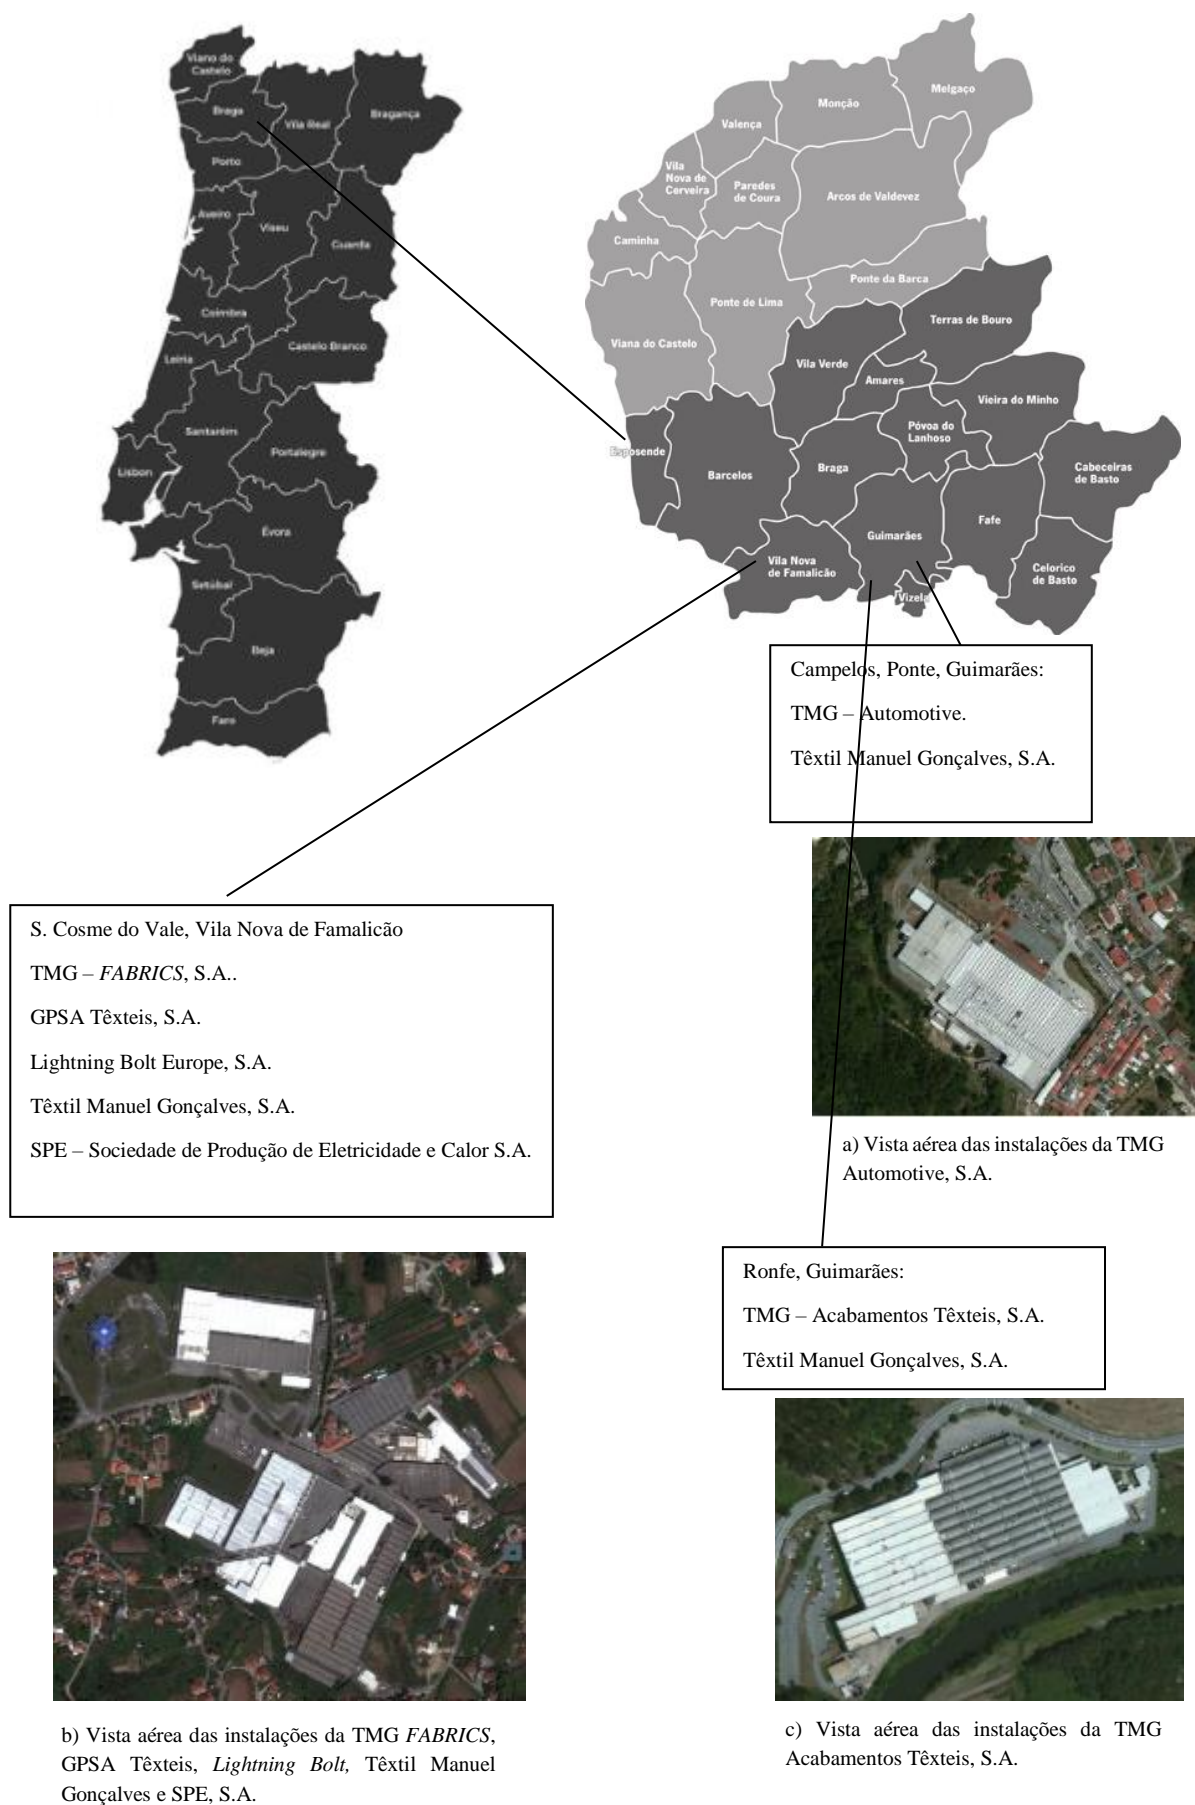 Viano do
Castelo
Braga
Vila Real
Bragança
Porto
Aveiro
Viseu
Guarda
Coimbra
Castelo Branco
Leiria
Santarém
Portalegre
Lisbon
Évora
Setúbal
Beja
Faro
Melgaço
Monção
Valença
Vila
Nova de
Cerveira
Paredes
de Coura
Arcos de Valdevez
Caminha
Ponte da Barca
Ponte de Lima
Terras de Bouro
Viana do Castelo
Vila Verde
Amares
Vieira do Minho
Póvoa do
Lanhoso
Esposende
Barcelos
Braga
Cabeceiras
de Basto
Fafe
Guimarães
Vila Nova
de Famalicão
Celorico
de Basto
Vizela
Campelos, Ponte, Guimarães:
TMG – Automotive.
Têxtil Manuel Gonçalves, S.A.
S. Cosme do Vale, Vila Nova de Famalicão
TMG – FABRICS, S.A..
GPSA Têxteis, S.A.
Lightning Bolt Europe, S.A.
Têxtil Manuel Gonçalves, S.A.
SPE – Sociedade de Produção de Eletricidade e Calor S.A.
a) Vista aérea das instalações da TMG
Automotive, S.A.
Ronfe, Guimarães:
TMG – Acabamentos Têxteis, S.A.
Têxtil Manuel Gonçalves, S.A.
b) Vista aérea das instalações da TMG FABRICS,
GPSA Têxteis, Lightning Bolt, Têxtil Manuel
Gonçalves e SPE, S.A.
c) Vista aérea das instalações da TMG
Acabamentos Têxteis, S.A.